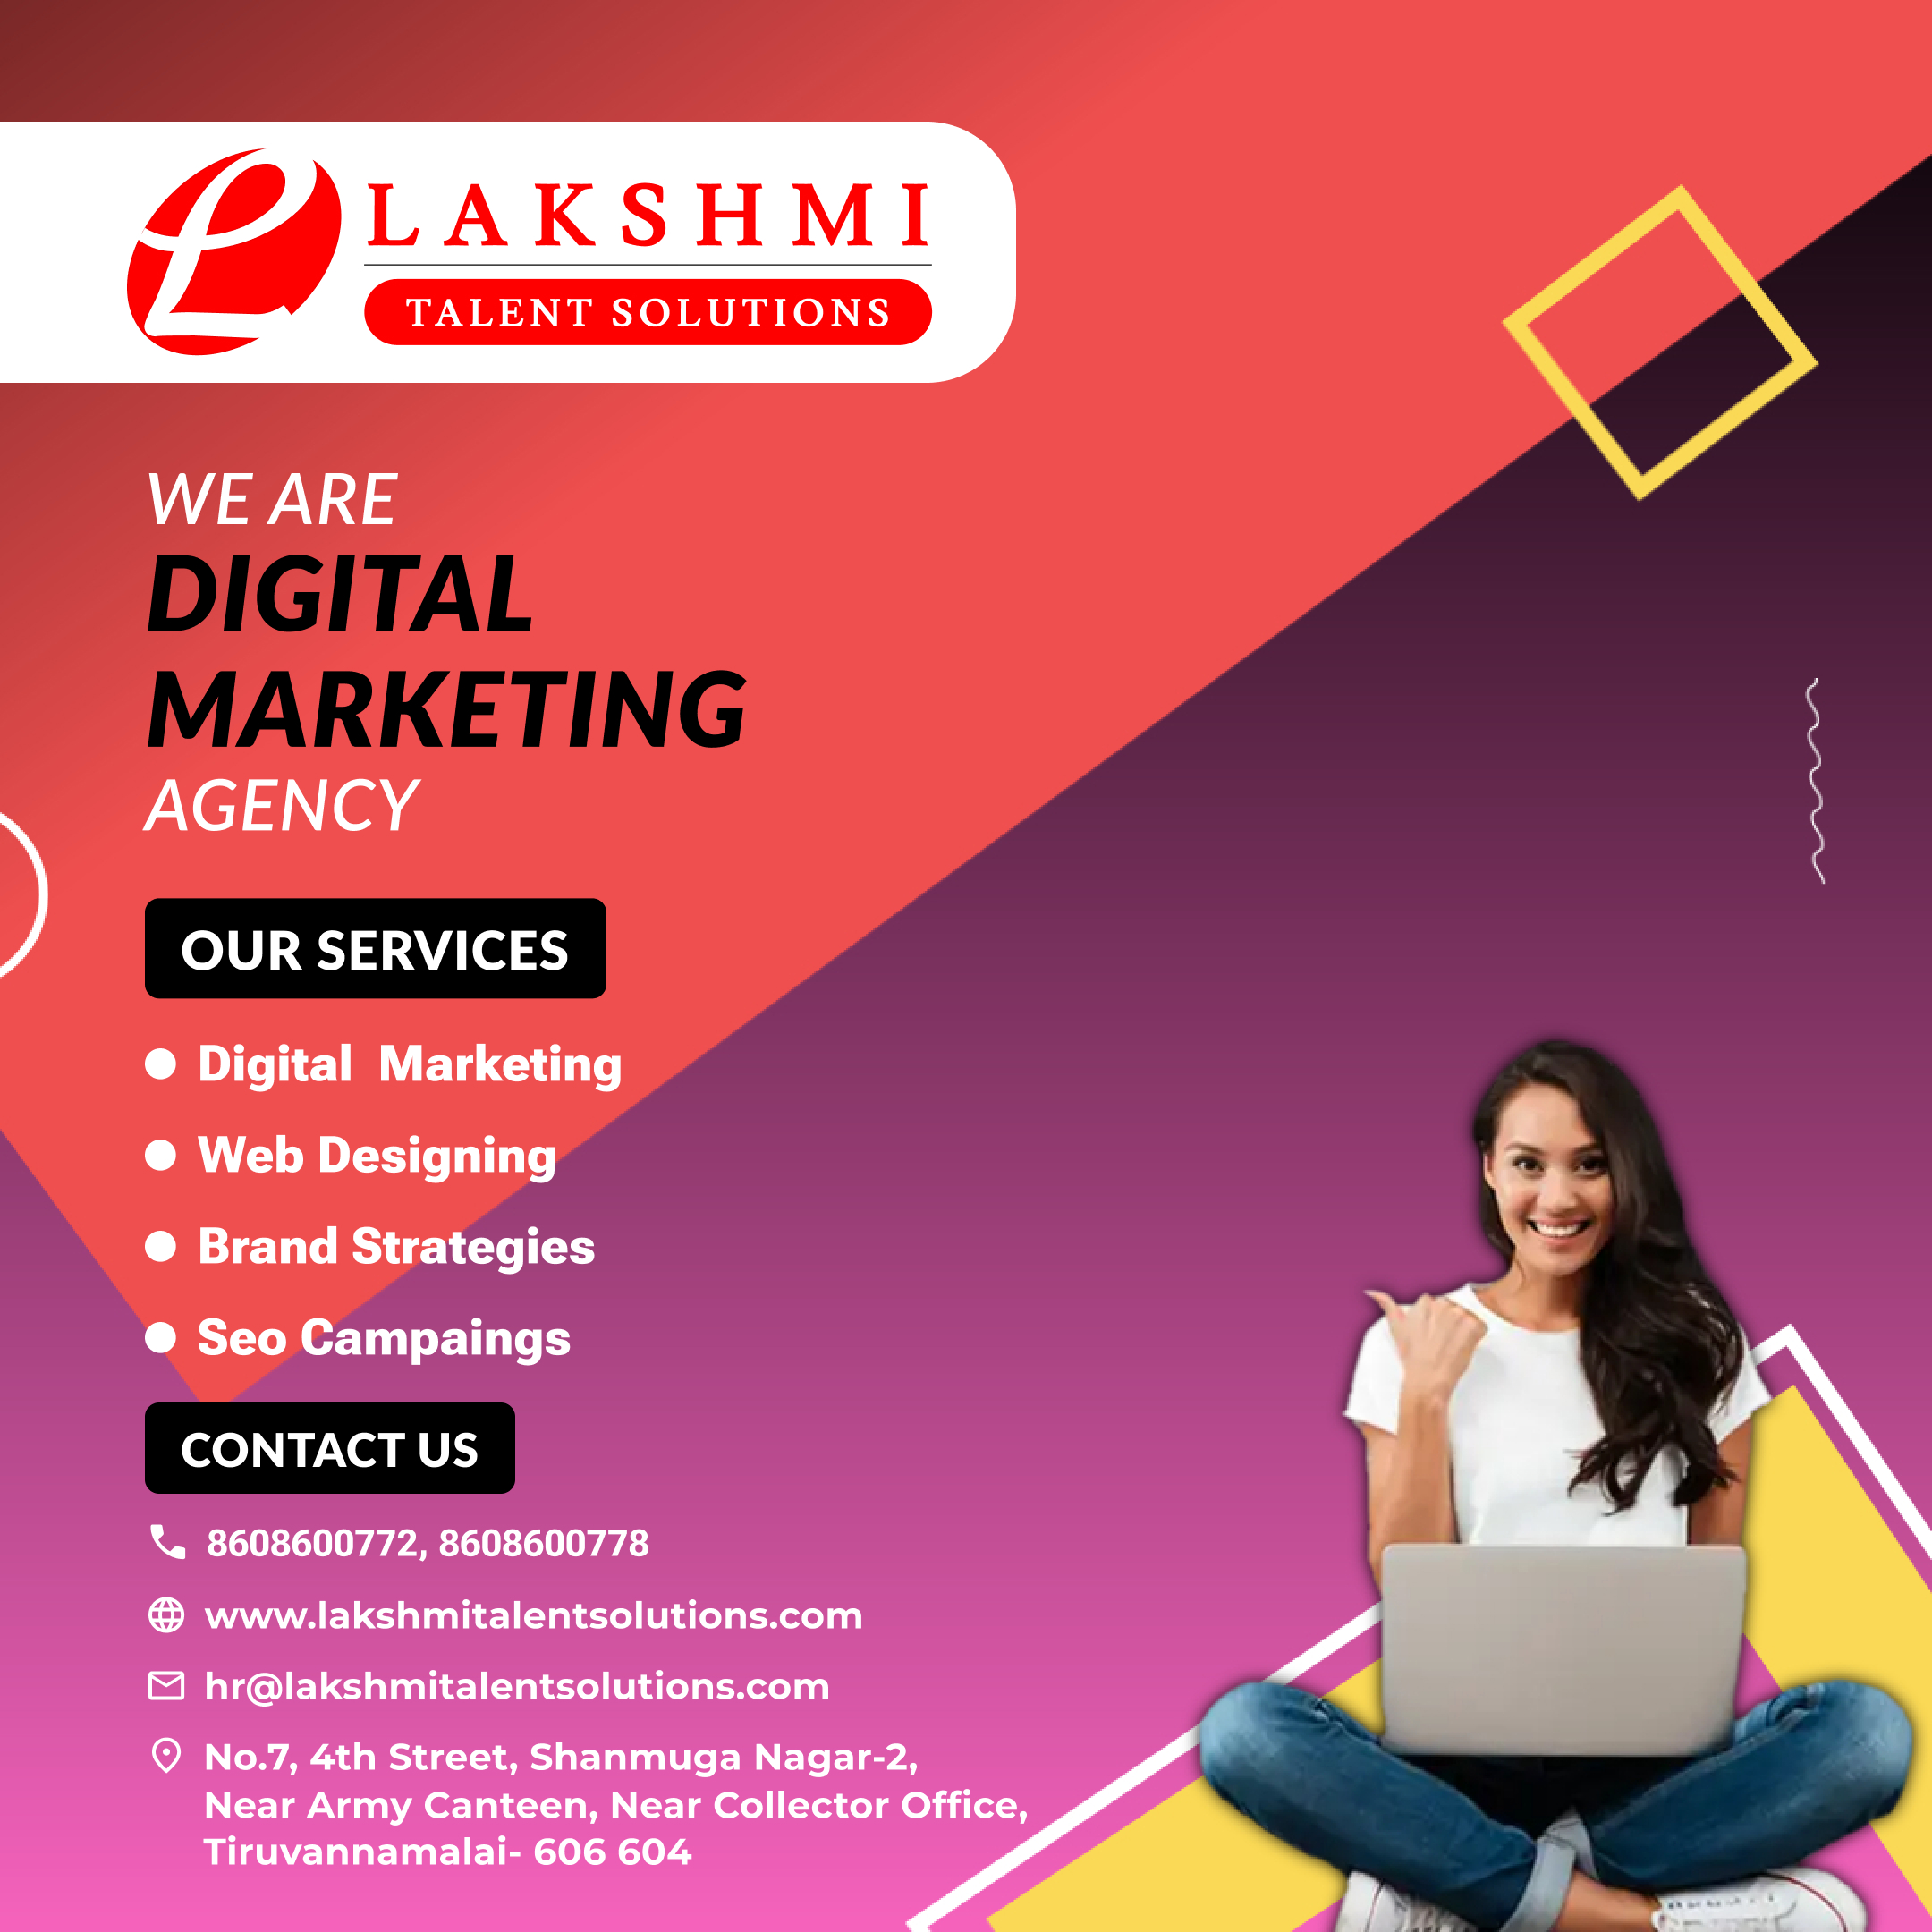 LAKSHMI
TALENT SOLUTIONS
WE ARE
DIGITAL
MARKETING
AGENCY
OUR SERVICES
Digital Marketing
Web Designing
Brand Strategies
Seo Campaings
CONTACT US
8608600772, 8608600778
www.lakshmitalentsolutions.com
hr@lakshmitalentsolutions.com
No.7, 4th Street, Shanmuga Nagar-2,
Near Army Canteen, Near Collector Office,
Tiruvannamalai- 606 604